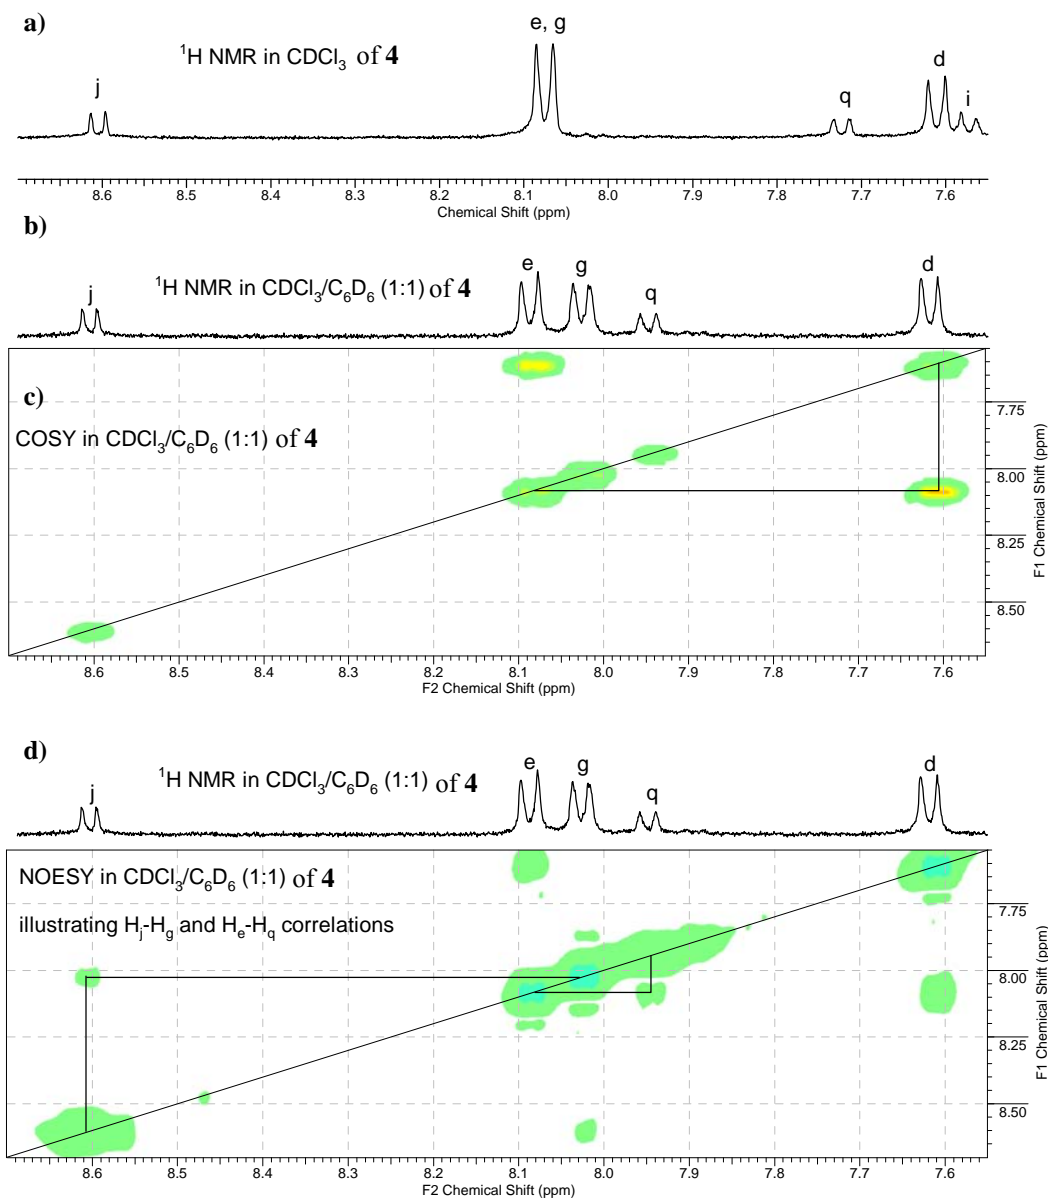 a)
e, g
¹H NMR in CDCl₃ of 4
j
q
d
i
8.6 8.5 8.4 8.3 8.2 8.1 8.0 7.9 7.8 7.7 7.6
Chemical Shift (ppm)
b)
¹H NMR in CDCl₃/C₆D₆ (1:1) of 4
j
e
g
q
d
c)
COSY in CDCl₃/C₆D₆ (1:1) of 4
7.75
8.00
8.25
8.50
F1 Chemical Shift (ppm)
8.6 8.5 8.4 8.3 8.2 8.1 8.0 7.9 7.8 7.7 7.6
F2 Chemical Shift (ppm)
d)
¹H NMR in CDCl₃/C₆D₆ (1:1) of 4
j
e
g
q
d
NOESY in CDCl₃/C₆D₆ (1:1) of 4
illustrating Hⱼ-H_g and Hₑ-H_q correlations
7.75
8.00
8.25
8.50
F1 Chemical Shift (ppm)
8.6 8.5 8.4 8.3 8.2 8.1 8.0 7.9 7.8 7.7 7.6
F2 Chemical Shift (ppm)